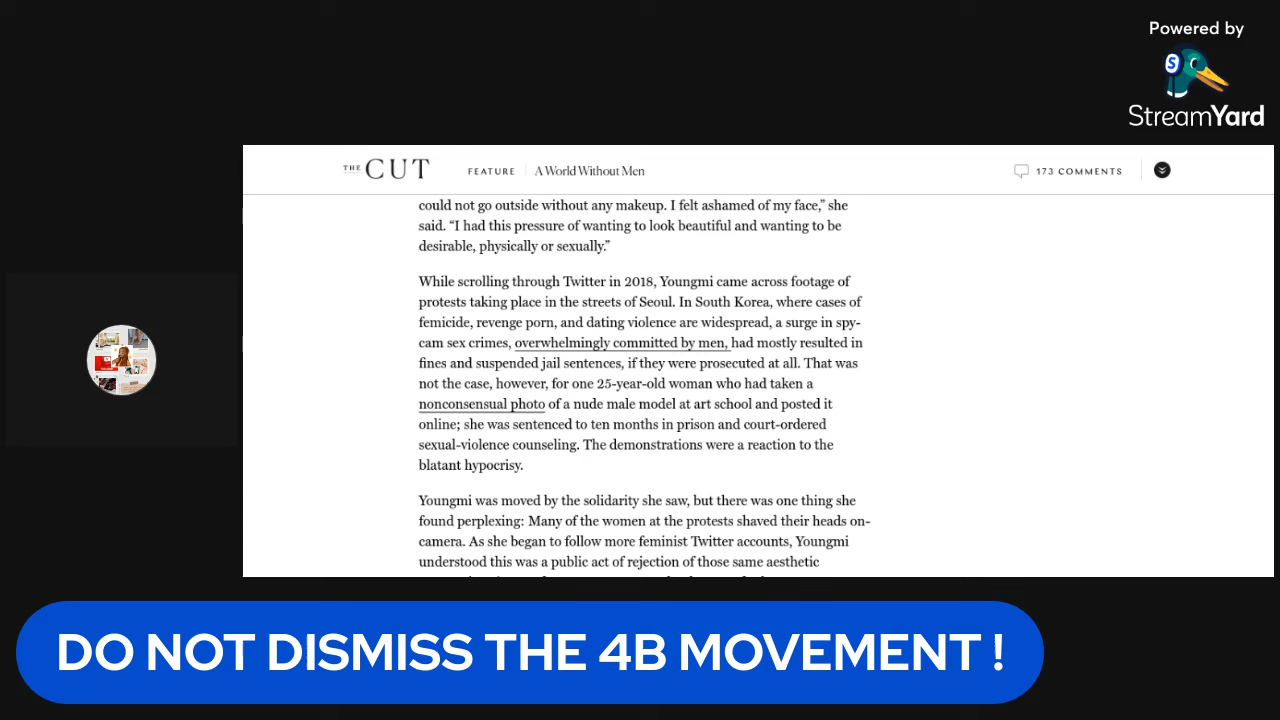 Powered by
StreamYard
THE CUT FEATURE A World Without Men 173 COMMENTS
could not go outside without any makeup. I felt ashamed of my face,” she
said. “I had this pressure of wanting to look beautiful and wanting to be
desirable, physically or sexually.”
While scrolling through Twitter in 2018, Youngmi came across footage of
protests taking place in the streets of Seoul. In South Korea, where cases of
femicide, revenge porn, and dating violence are widespread, a surge in spy-
cam sex crimes, overwhelmingly committed by men, had mostly resulted in
fines and suspended jail sentences, if they were prosecuted at all. That was
not the case, however, for one 25-year-old woman who had taken a
nonconsensual photo of a nude male model at art school and posted it
online; she was sentenced to ten months in prison and court-ordered
sexual-violence counseling. The demonstrations were a reaction to the
blatant hypocrisy.
Youngmi was moved by the solidarity she saw, but there was one thing she
found perplexing: Many of the women at the protests shaved their heads on-
camera. As she began to follow more feminist Twitter accounts, Youngmi
understood this was a public act of rejection of those same aesthetic
DO NOT DISMISS THE 4B MOVEMENT !